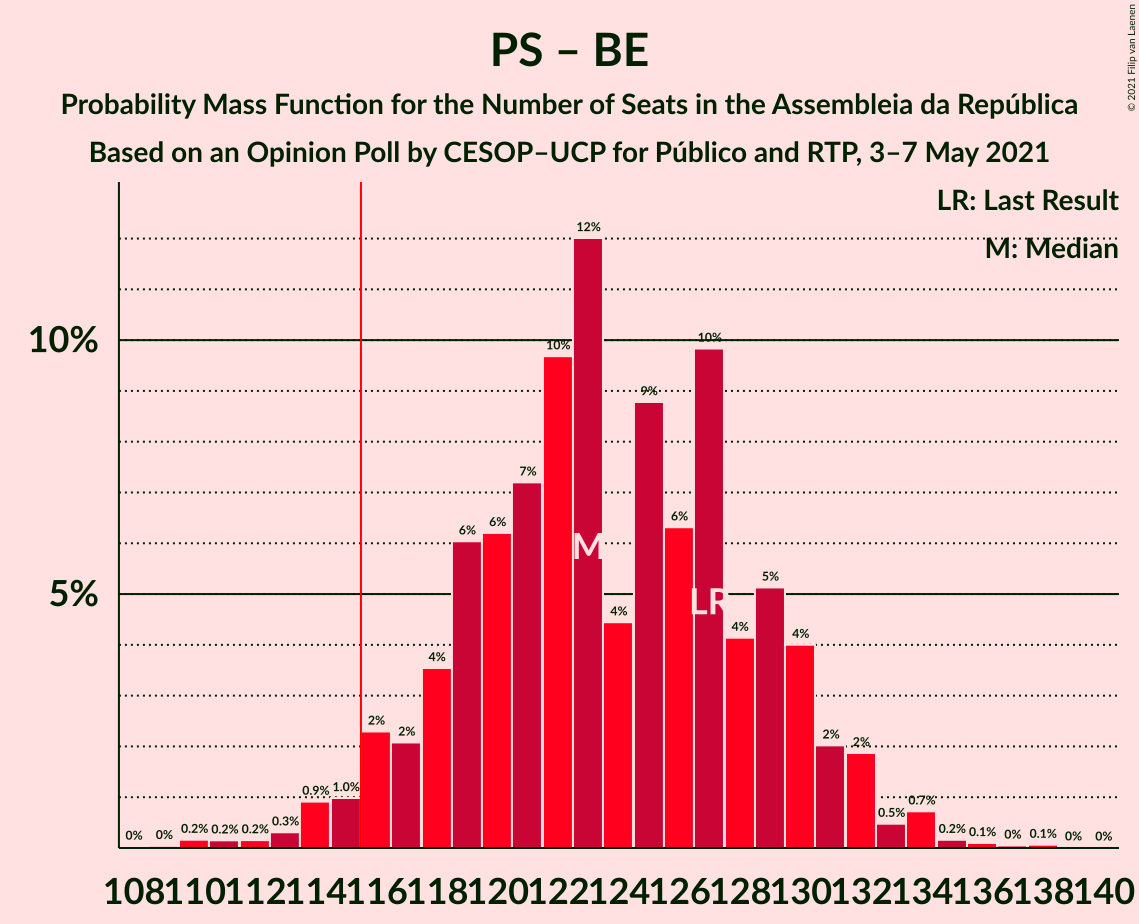 PS – BE
Probability Mass Function for the Number of Seats in the Assembleia da República
Based on an Opinion Poll by CESOP–UCP for Público and RTP, 3–7 May 2021
© 2021 Filip van Laenen
LR: Last Result
M: Median
10%
5%
0% 0% 0.2% 0.2% 0.2% 0.3% 0.9% 1.0% 2% 2% 4% 6% 6% 7% 10% 12% 4% 9% 6% 10% 4% 5% 4% 2% 2% 0.5% 0.7% 0.2% 0.1% 0% 0.1% 0% 0%
M
LR
108 110 112 114 116 118 120 122 124 126 128 130 132 134 136 138 140